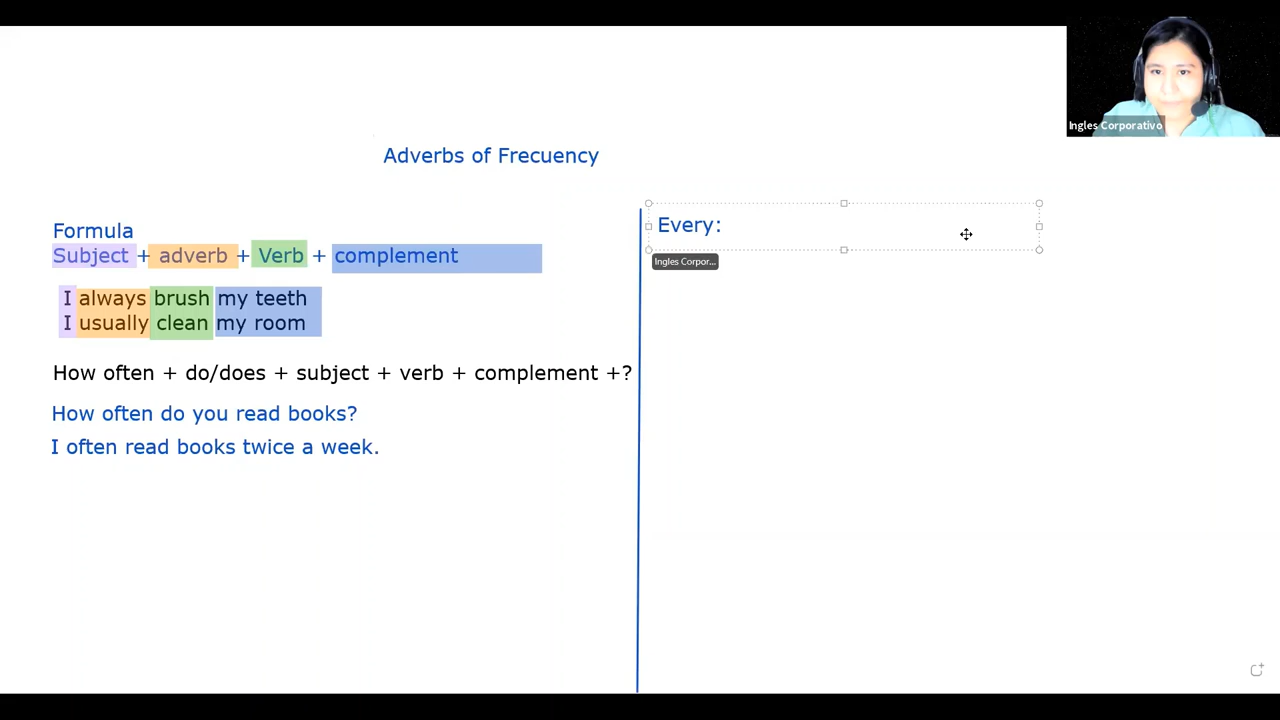 Ingles Corporativo
Adverbs of Frecuency
Formula
Subject + adverb + Verb + complement
I always brush my teeth
I usually clean my room
How often + do/does + subject + verb + complement +?
How often do you read books?
I often read books twice a week.
Every:
Ingles Corpor...